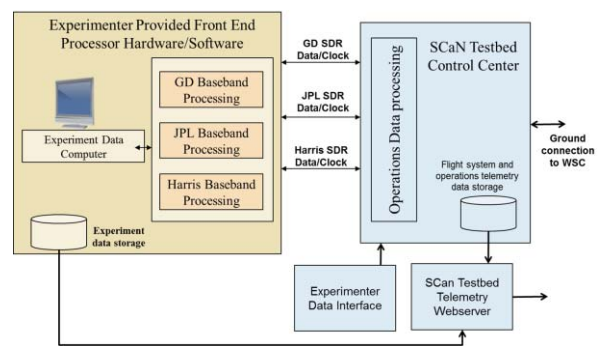 Experimenter Provided Front End
Processor Hardware/Software
GD Baseband
Processing
JPL Baseband
Processing
Harris Baseband
Processing
Experiment Data
Computer
Experiment
data storage
GD SDR
Data/Clock
JPL SDR
Data/Clock
Harris SDR
Data/Clock
SCaN Testbed
Control Center
Operations Data processing
Flight system and
operations telemetry
data storage
Ground
connection
to WSC
Experimenter
Data Interface
SCan Testbed
Telemetry
Webserver